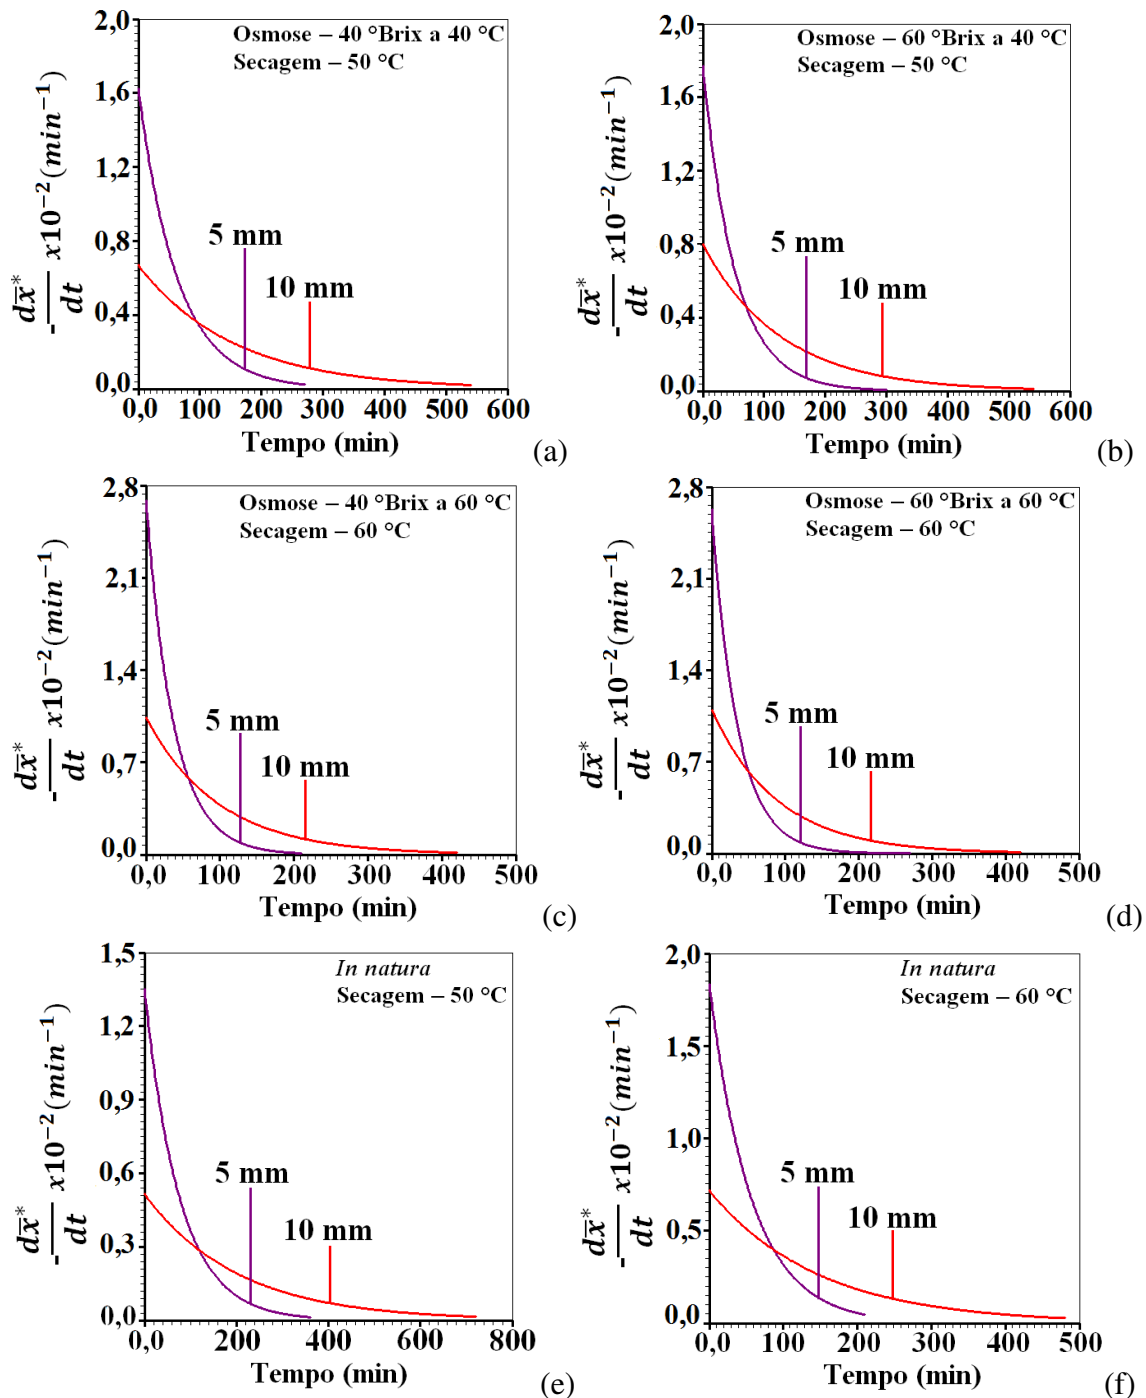 2,0
Osmose – 40 °Brix a 40 °C
Secagem – 50 °C
1,6
1,2
0,8
0,4
0,0
-dx̅*/dt x10⁻²(min⁻¹)
5 mm
10 mm
0,0 100 200 300 400 500 600
Tempo (min)
(a)
2,0
Osmose – 60 °Brix a 40 °C
Secagem – 50 °C
1,6
1,2
0,8
0,4
0,0
-dx̅*/dt x10⁻²(min⁻¹)
5 mm
10 mm
0,0 100 200 300 400 500 600
Tempo (min)
(b)
2,8
Osmose – 40 °Brix a 60 °C
Secagem – 60 °C
2,1
1,4
0,7
0,0
-dx̅*/dt x10⁻²(min⁻¹)
5 mm
10 mm
0,0 100 200 300 400 500
Tempo (min)
(c)
2,8
Osmose – 60 °Brix a 60 °C
Secagem – 60 °C
2,1
1,4
0,7
0,0
-dx̅*/dt x10⁻²(min⁻¹)
5 mm
10 mm
0,0 100 200 300 400 500
Tempo (min)
(d)
1,5
In natura
Secagem – 50 °C
1,2
0,9
0,6
0,3
0,0
-dx̅*/dt x10⁻²(min⁻¹)
5 mm
10 mm
0,0 200 400 600 800
Tempo (min)
(e)
2,0
In natura
Secagem – 60 °C
1,5
1,0
0,5
0,0
-dx̅*/dt x10⁻²(min⁻¹)
5 mm
10 mm
0,0 100 200 300 400 500
Tempo (min)
(f)